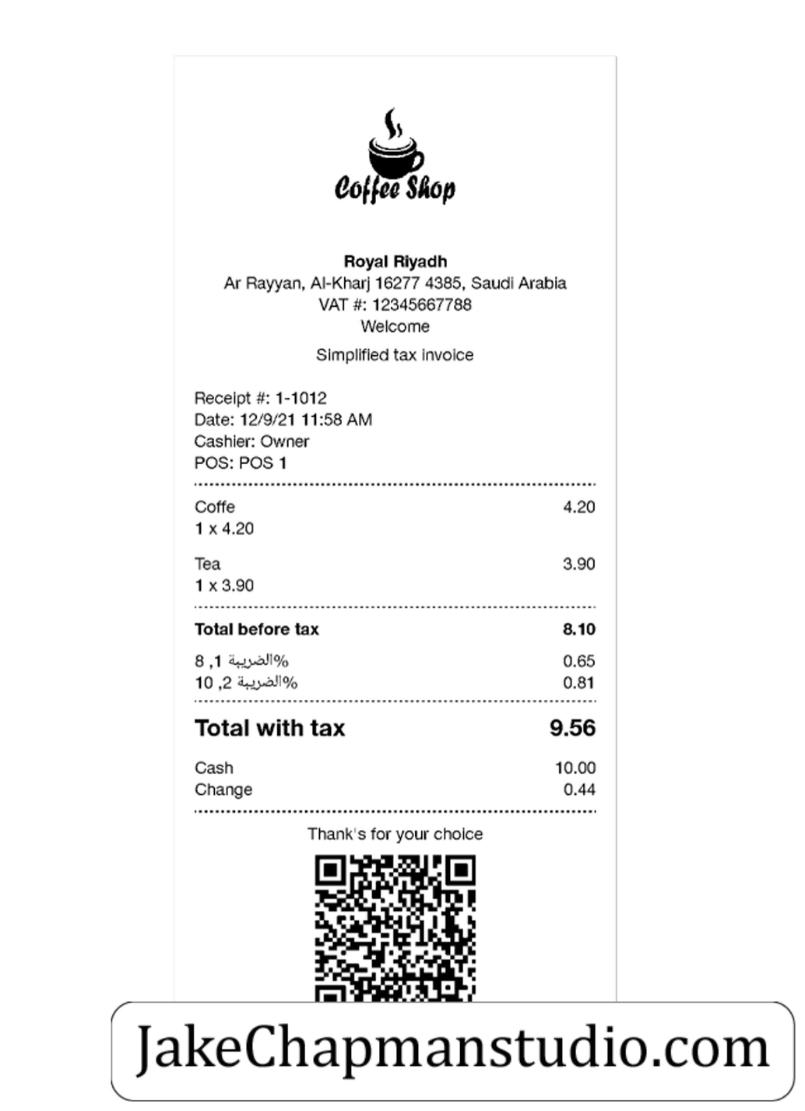 Coffee Shop
Royal Riyadh
Ar Rayyan, Al-Kharj 16277 4385, Saudi Arabia
VAT #: 12345667788
Welcome
Simplified tax invoice
Receipt #: 1-1012
Date: 12/9/21 11:58 AM
Cashier: Owner
POS: POS 1
Coffe 4.20
1 x 4.20
Tea 3.90
1 x 3.90
Total before tax 8.10
8 ,1 الضريبة% 0.65
10 ,2 الضريبة% 0.81
Total with tax 9.56
Cash 10.00
Change 0.44
Thank's for your choice
JakeChapmanstudio.com